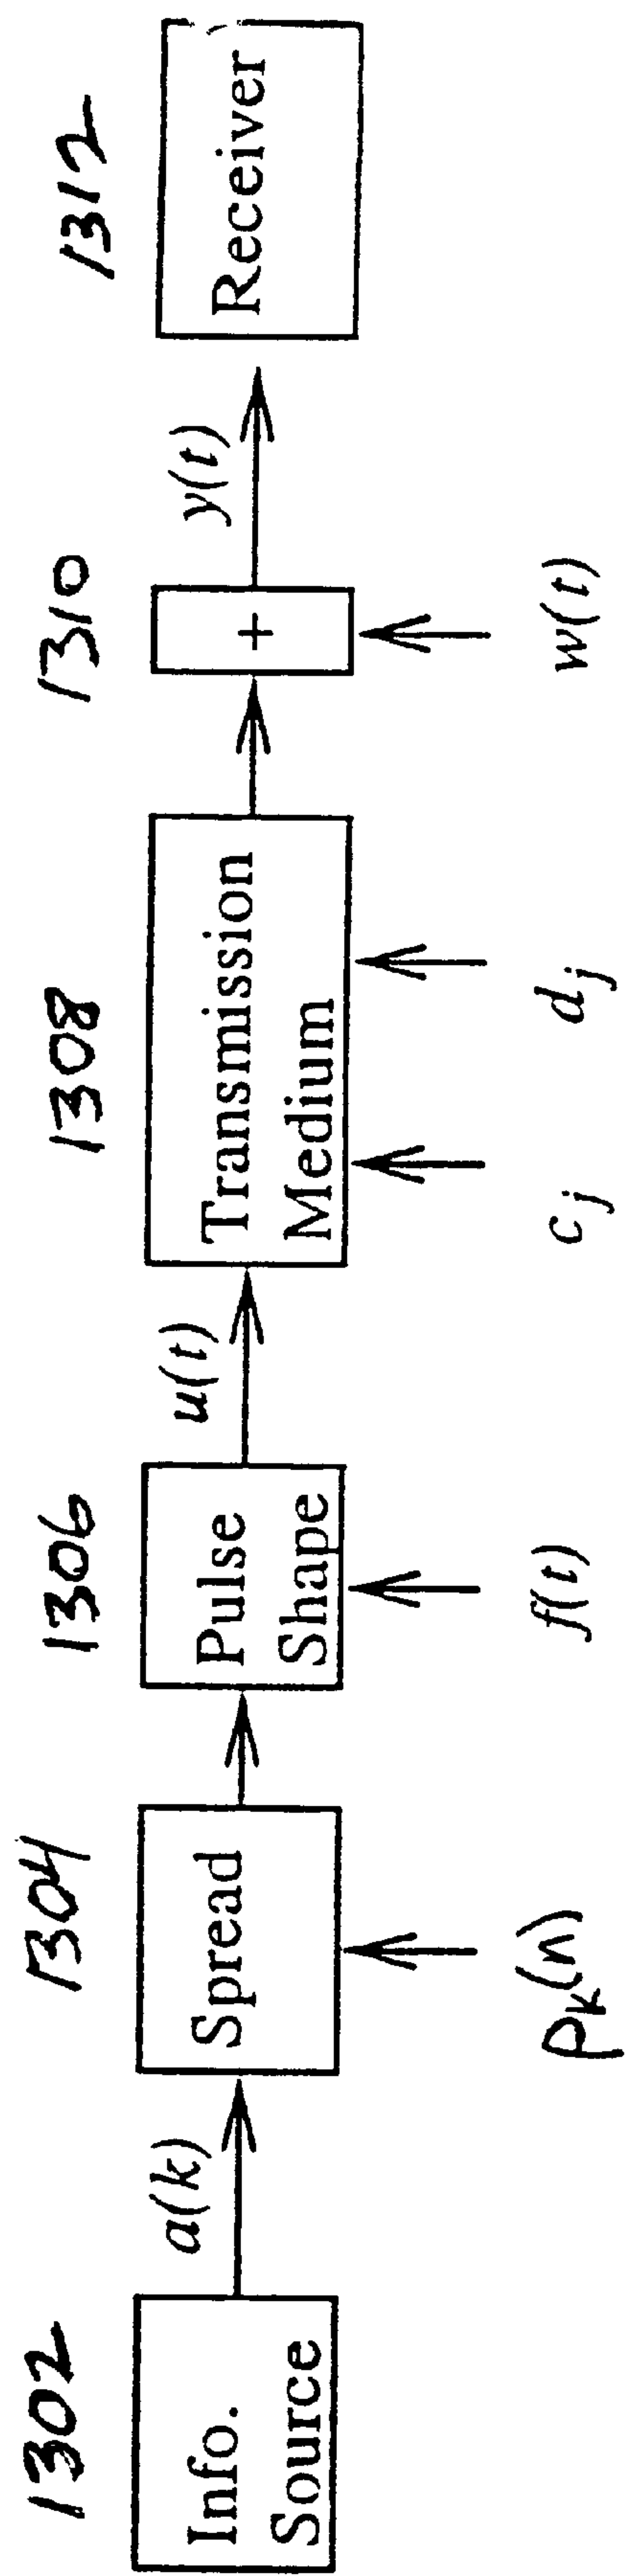 1302
1304
1306
1308
1310
1312
Info.
Source
a(k)
Spread
Pulse
Shape
u(t)
Transmission
Medium
+
y(t)
Receiver
pk(n)
f(t)
cj
dj
w(t)